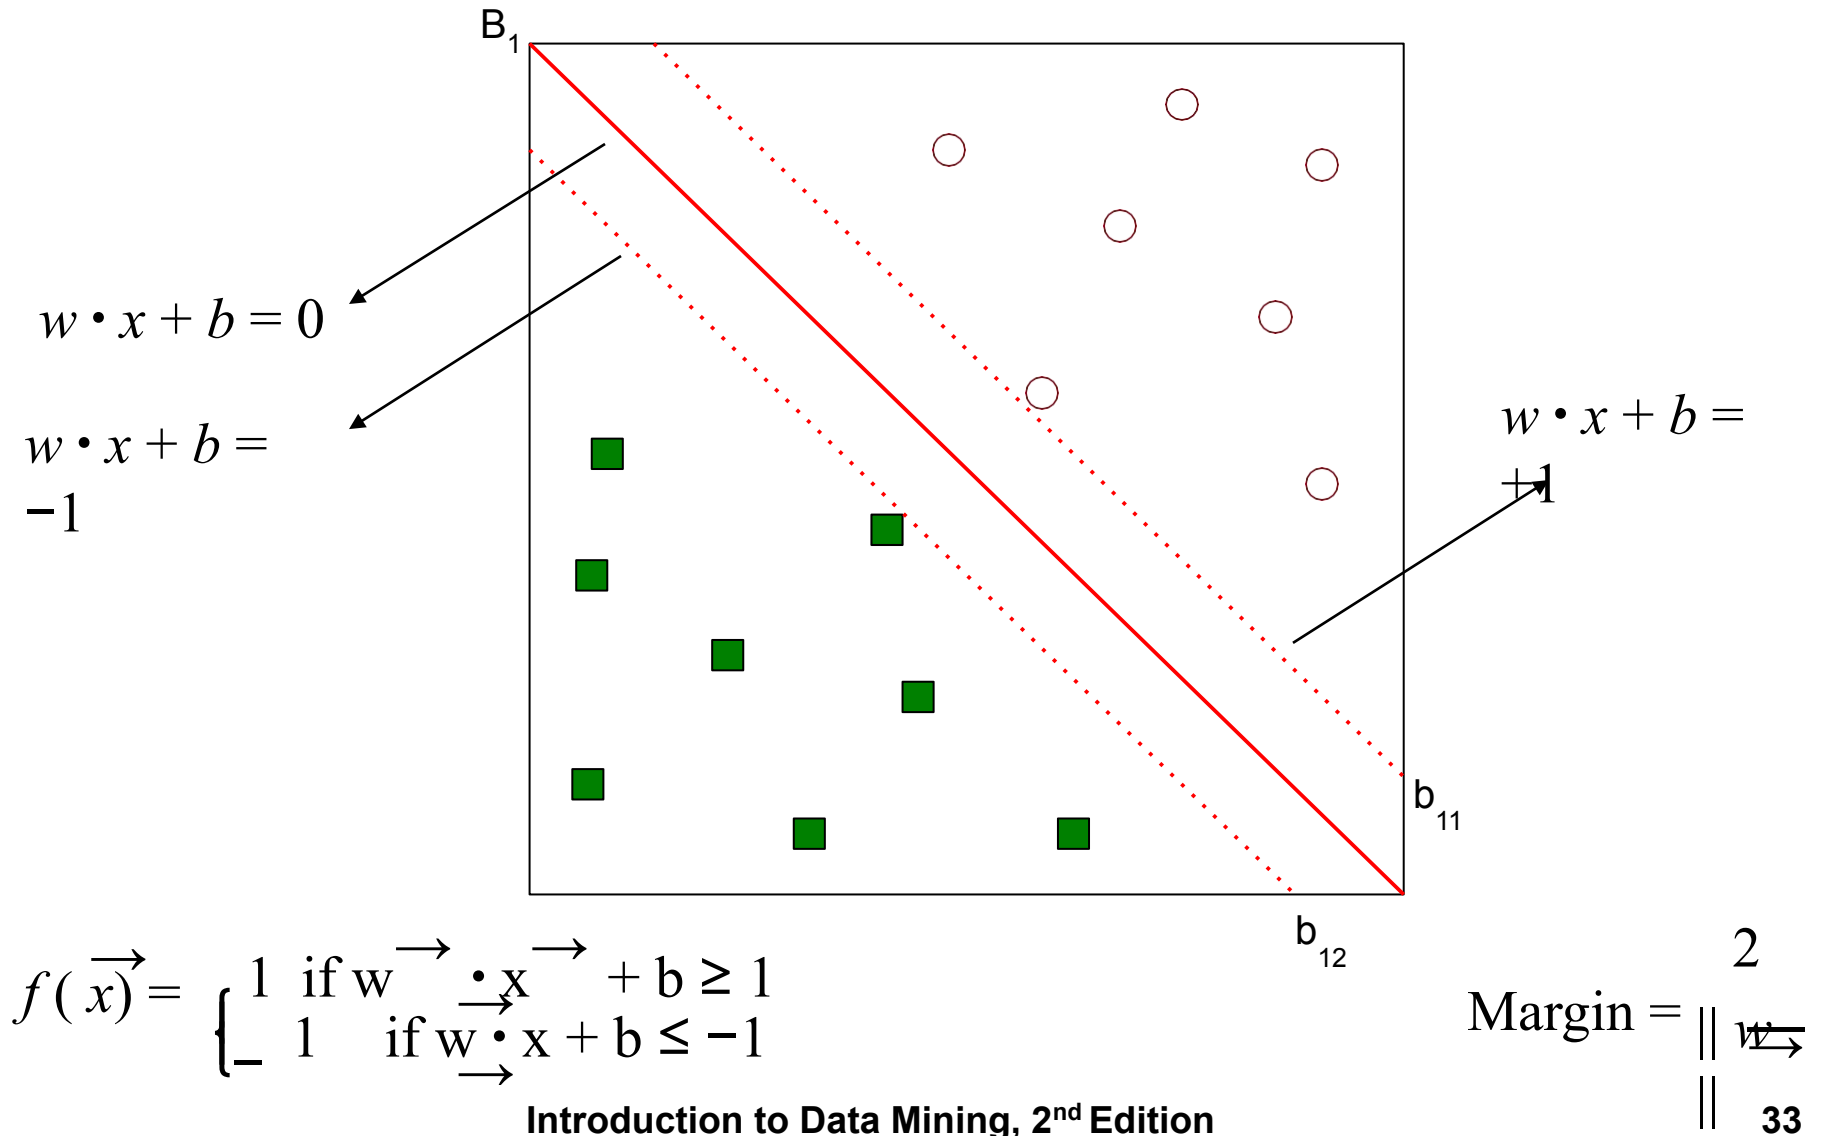 B1
w • x + b = 0
w • x + b =
−1
w • x + b =
+1
b11
b12
f ( x) = { 1 if w • x + b ≥ 1
− 1 if w • x + b ≤ −1
2
Margin =
|| w
||
Introduction to Data Mining, 2nd Edition
33